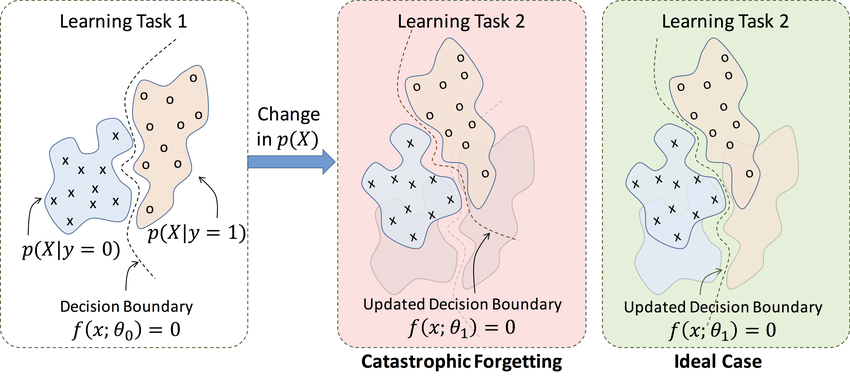 Learning Task 1
p(X|y = 0)
p(X|y = 1)
Decision Boundary
f(x; θ₀) = 0
Change
in p(X)
Learning Task 2
Updated Decision Boundary
f(x; θ₁) = 0
Catastrophic Forgetting
Learning Task 2
Updated Decision Boundary
f(x; θ₁) = 0
Ideal Case